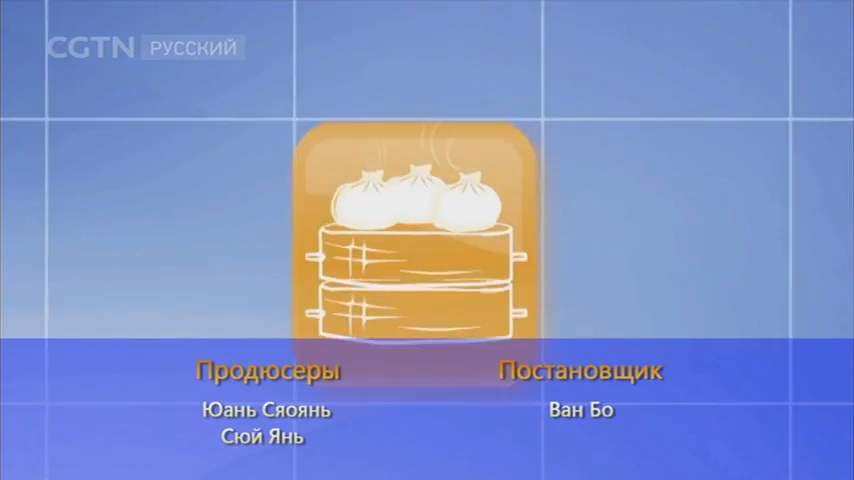 CGTN РУССКИЙ
Продюсеры
Юань Сяоянь
Сюй Янь
Постановщик
Ван Бо